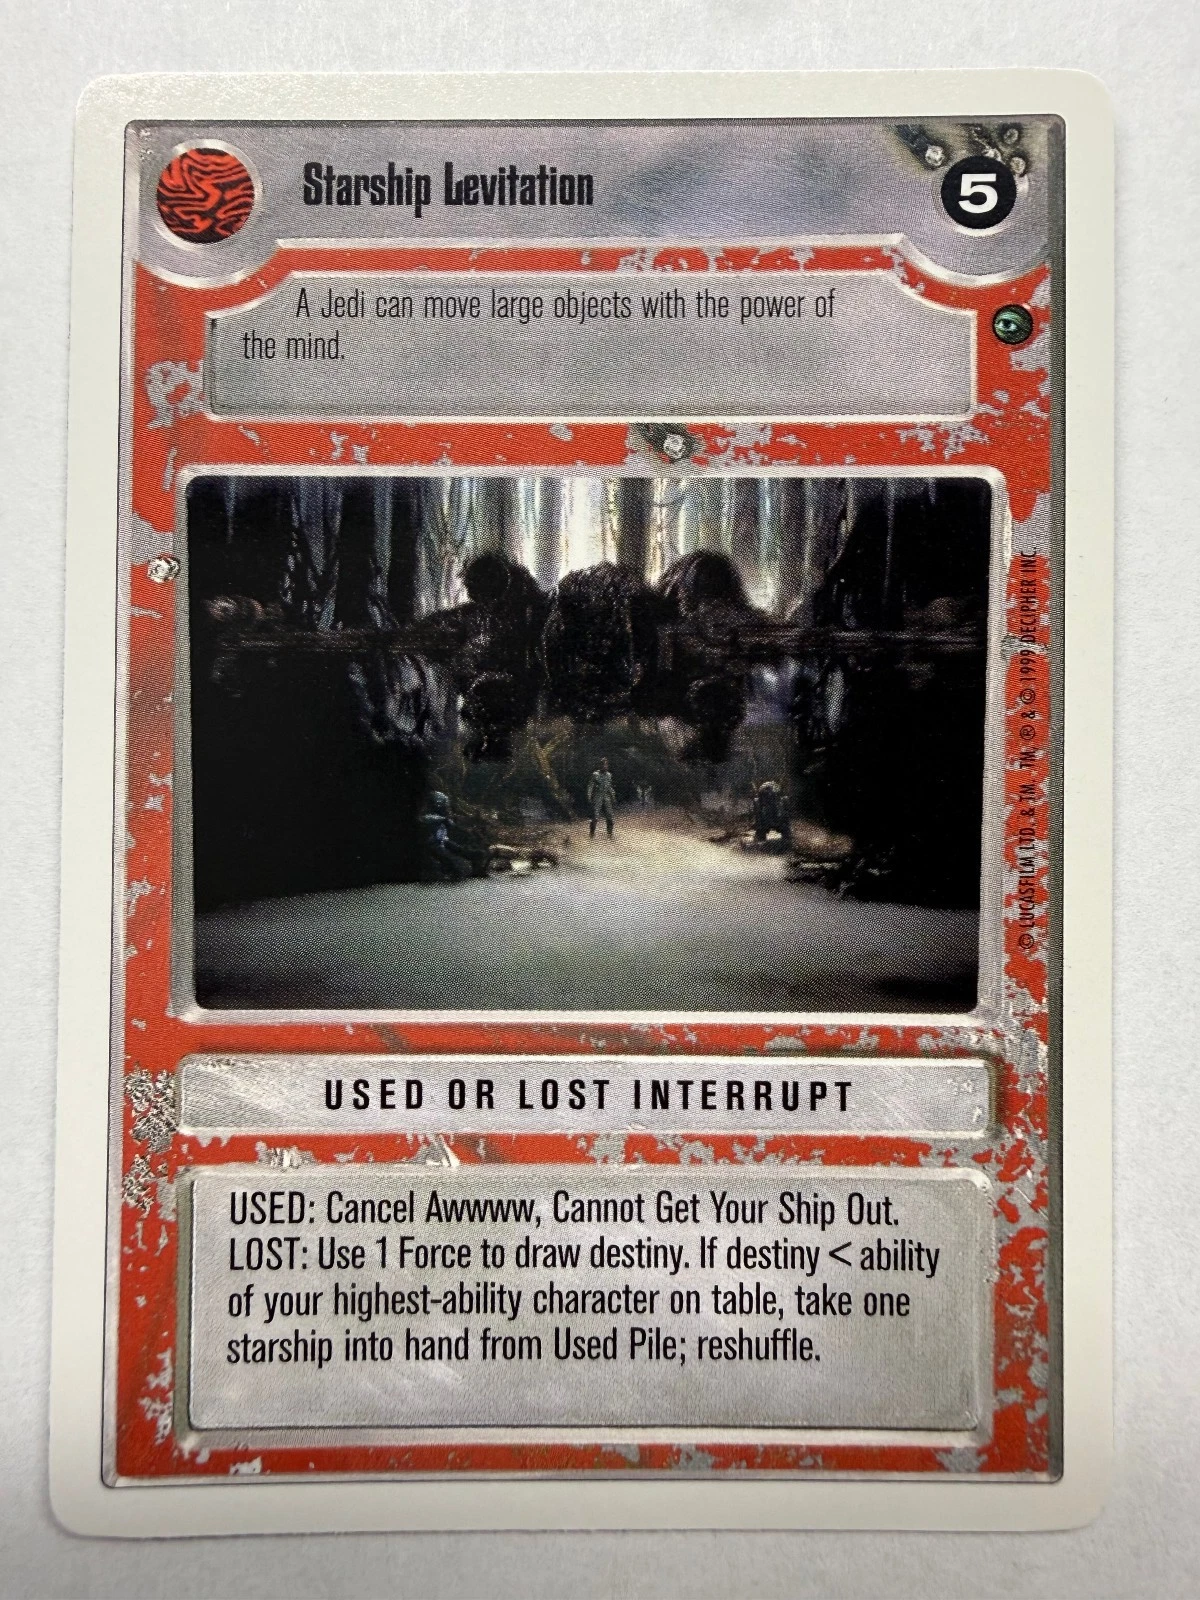 Starship Levitation
5
A Jedi can move large objects with the power of
the mind.
© LUCASFILM LTD. & TM. TM, ® & © 1999 DECIPHER INC.
USED OR LOST INTERRUPT
USED: Cancel Awwww, Cannot Get Your Ship Out.
LOST: Use 1 Force to draw destiny. If destiny < ability
of your highest-ability character on table, take one
starship into hand from Used Pile; reshuffle.